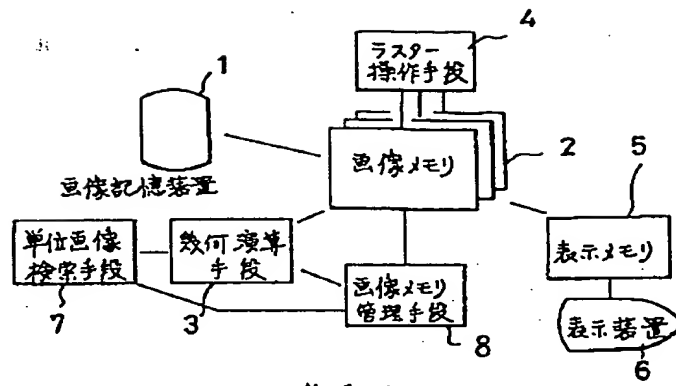 4
ラスター
操作手段
1
画像メモリ
2
画像記憶装置
5
単位画像
検索手段
7
幾何演算
手段
3
画像メモリ
管理手段
8
表示メモリ
表示装置
6